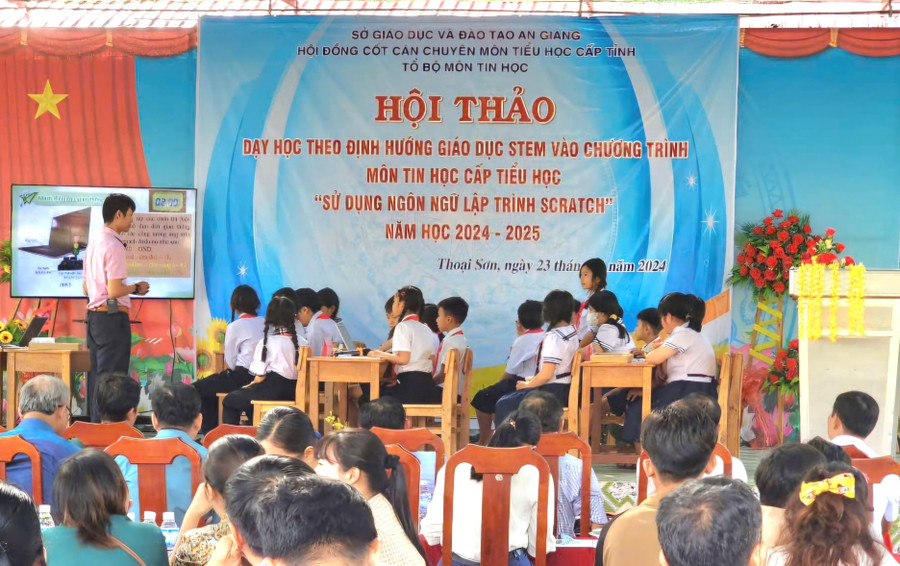 SỞ GIÁO DỤC VÀ ĐÀO TẠO AN GIANG
HỘI ĐỒNG CỐT CÁN CHUYÊN MÔN TIỂU HỌC CẤP TỈNH
TỔ BỘ MÔN TIN HỌC
HỘI THẢO
DẠY HỌC THEO ĐỊNH HƯỚNG GIÁO DỤC STEM VÀO CHƯƠNG TRÌNH
MÔN TIN HỌC CẤP TIỂU HỌC
“SỬ DỤNG NGÔN NGỮ LẬP TRÌNH SCRATCH”
NĂM HỌC 2024 - 2025
Thoại Sơn, ngày 23 năm 2024